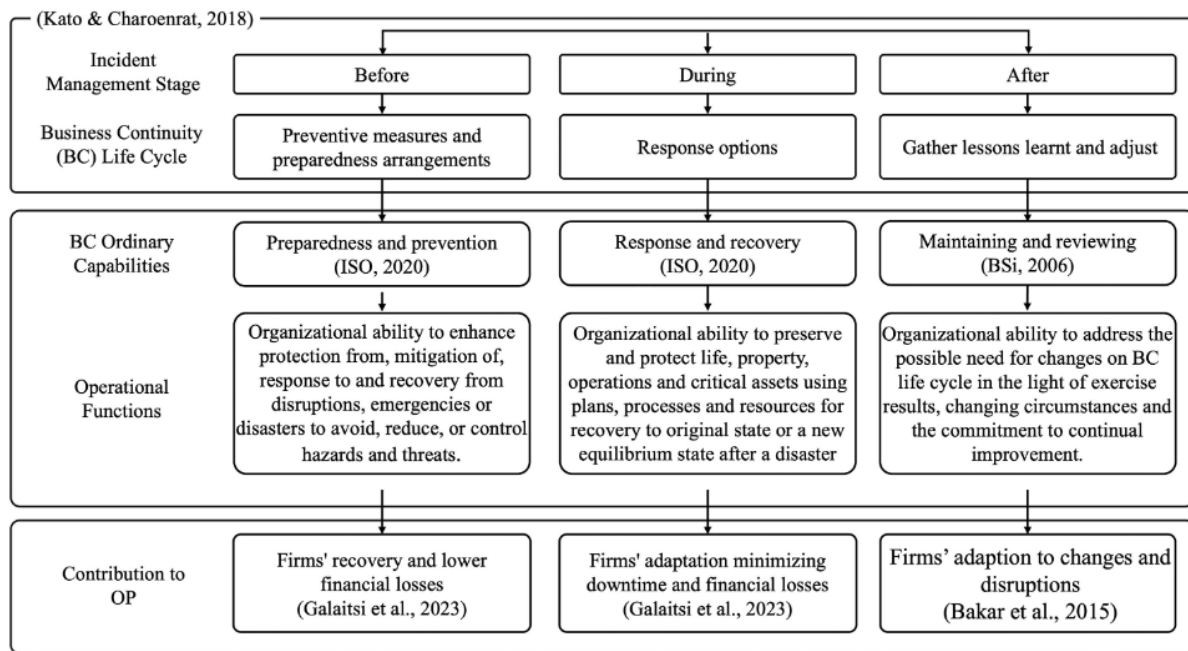 (Kato & Charoenrat, 2018)
Incident
Management Stage
Before
During
After
Business Continuity
(BC) Life Cycle
Preventive measures and
preparedness arrangements
Response options
Gather lessons learnt and adjust
BC Ordinary
Capabilities
Preparedness and prevention
(ISO, 2020)
Response and recovery
(ISO, 2020)
Maintaining and reviewing
(BSi, 2006)
Operational
Functions
Organizational ability to enhance
protection from, mitigation of,
response to and recovery from
disruptions, emergencies or
disasters to avoid, reduce, or control
hazards and threats.
Organizational ability to preserve
and protect life, property,
operations and critical assets using
plans, processes and resources for
recovery to original state or a new
equilibrium state after a disaster
Organizational ability to address the
possible need for changes on BC
life cycle in the light of exercise
results, changing circumstances and
the commitment to continual
improvement.
Contribution to
OP
Firms' recovery and lower
financial losses
(Galaitsi et al., 2023)
Firms' adaptation minimizing
downtime and financial losses
(Galaitsi et al., 2023)
Firms’ adaption to changes and
disruptions
(Bakar et al., 2015)